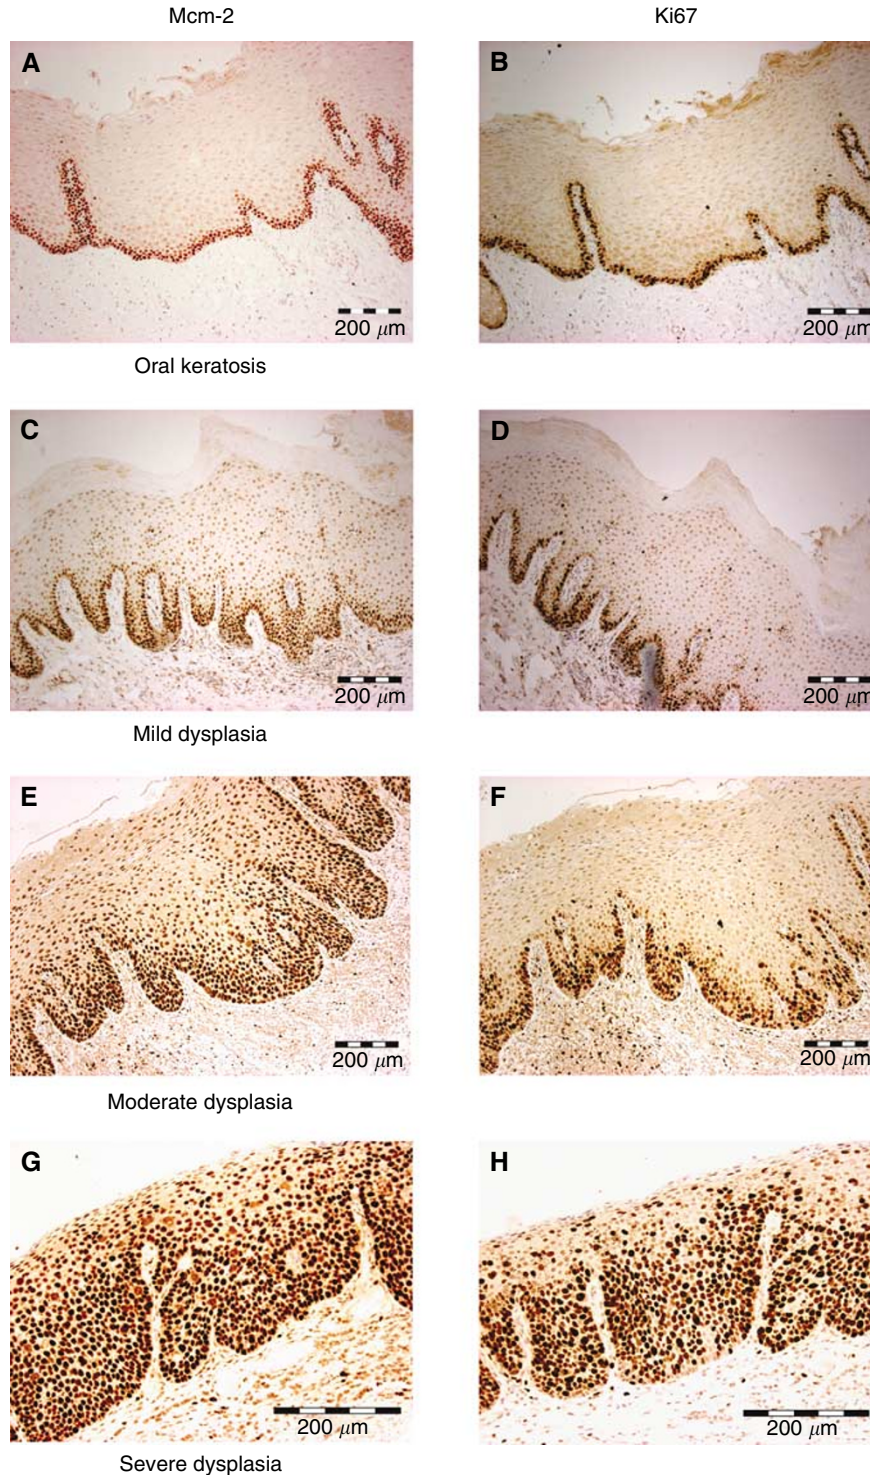 Mcm-2 Ki67
A B
200 μm 200 μm
Oral keratosis
C D
200 μm 200 μm
Mild dysplasia
E F
200 μm 200 μm
Moderate dysplasia
G H
200 μm 200 μm
Severe dysplasia